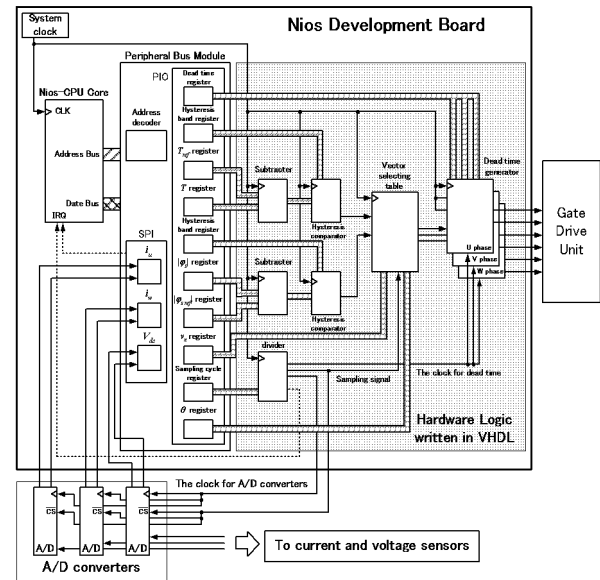 System
clock
Nios Development Board
Peripheral Bus Module
PIO
Nios-CPU Core
CLK
Address Bus
Date Bus
IRQ
Address
decoder
SPI
i_u
i_w
V_dc
Dead time
register
Hysteresis
band register
T_ref register
T register
Hysteresis
band register
|φ_s| register
|φ_s ref| register
v_n register
Sampling cycle
register
θ register
Subtracter
Hysteresis
comparator
Subtracter
Hysteresis
comparator
divider
Vector
selecting
table
Dead time
generator
U phase
V phase
W phase
Gate
Drive
Unit
The clock for dead time
Sampling signal
Hardware Logic
written in VHDL
The clock for A/D converters
CS
CS
CS
A/D
A/D
A/D
A/D converters
To current and voltage sensors